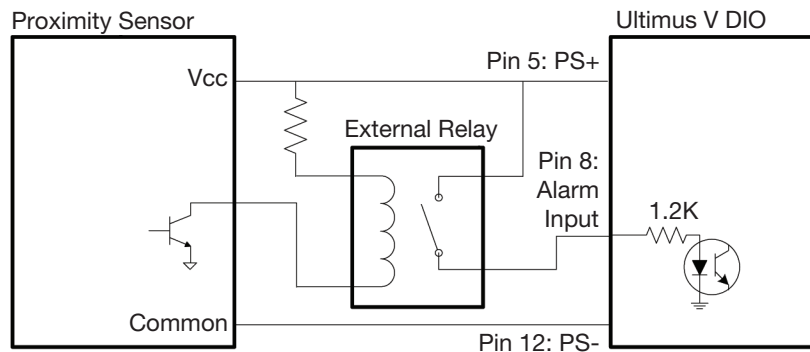 Proximity Sensor
Ultimus V DIO
Vcc
Pin 5: PS+
External Relay
Pin 8:
Alarm
Input
1.2K
Common
Pin 12: PS-